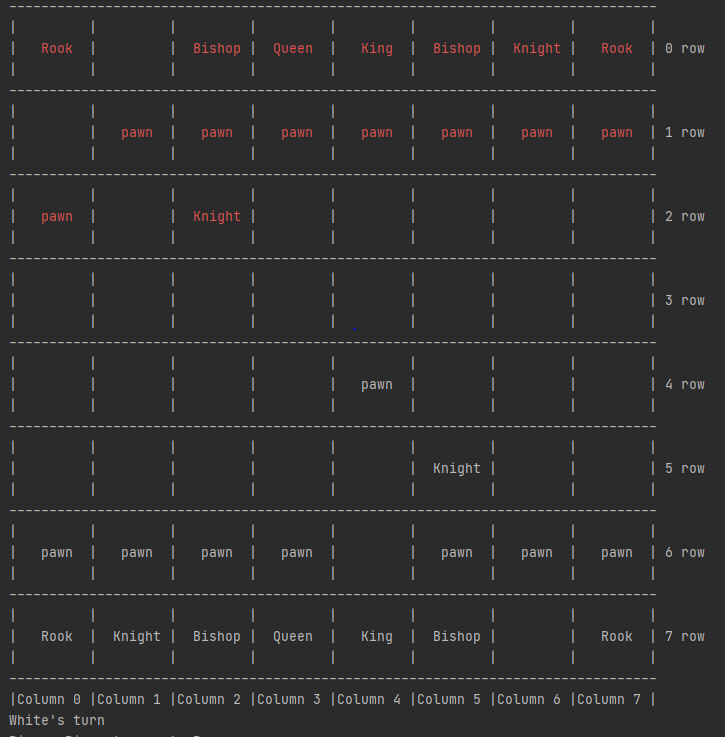 Rook Bishop Queen King Bishop Knight Rook 0 row
pawn pawn pawn pawn pawn pawn pawn 1 row
pawn Knight 2 row
3 row
pawn 4 row
Knight 5 row
pawn pawn pawn pawn pawn pawn pawn 6 row
Rook Knight Bishop Queen King Bishop Rook 7 row
|Column 0 |Column 1 |Column 2 |Column 3 |Column 4 |Column 5 |Column 6 |Column 7 |
White's turn